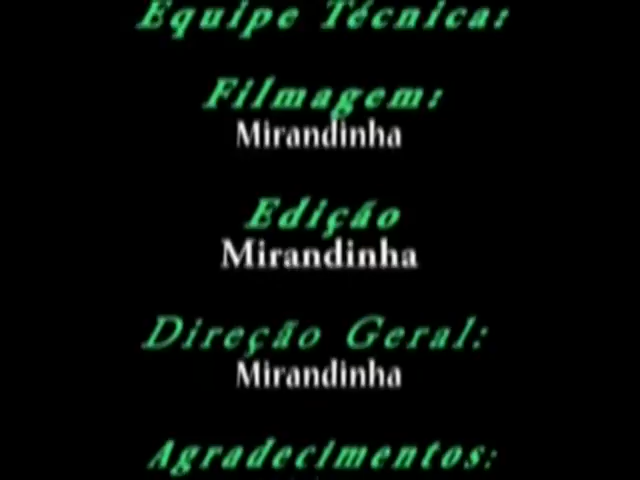 Equipe Técnica:
Filmagem:
Mirandinha
Edição
Mirandinha
Direção Geral:
Mirandinha
Agradecimentos: